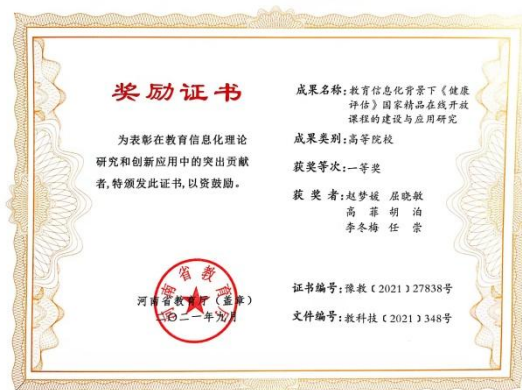 奖励证书
为表彰在教育信息化理论
研究和创新应用中的突出贡献
者,特颁发此证书,以资鼓励。
河南省教育厅（盖章）
二〇二一年九月
河南省教育厅
成果名称:教育信息化背景下《健康
评估》国家精品在线开放
课程的建设与应用研究
成果类别:高等院校
获奖等次:一等奖
获 奖 者:赵梦媛 屈晓敏
高 菲 胡 泊
李冬梅 任 崇
证书编号:豫教〔2021〕27838号
文件编号:教科技〔2021〕348号